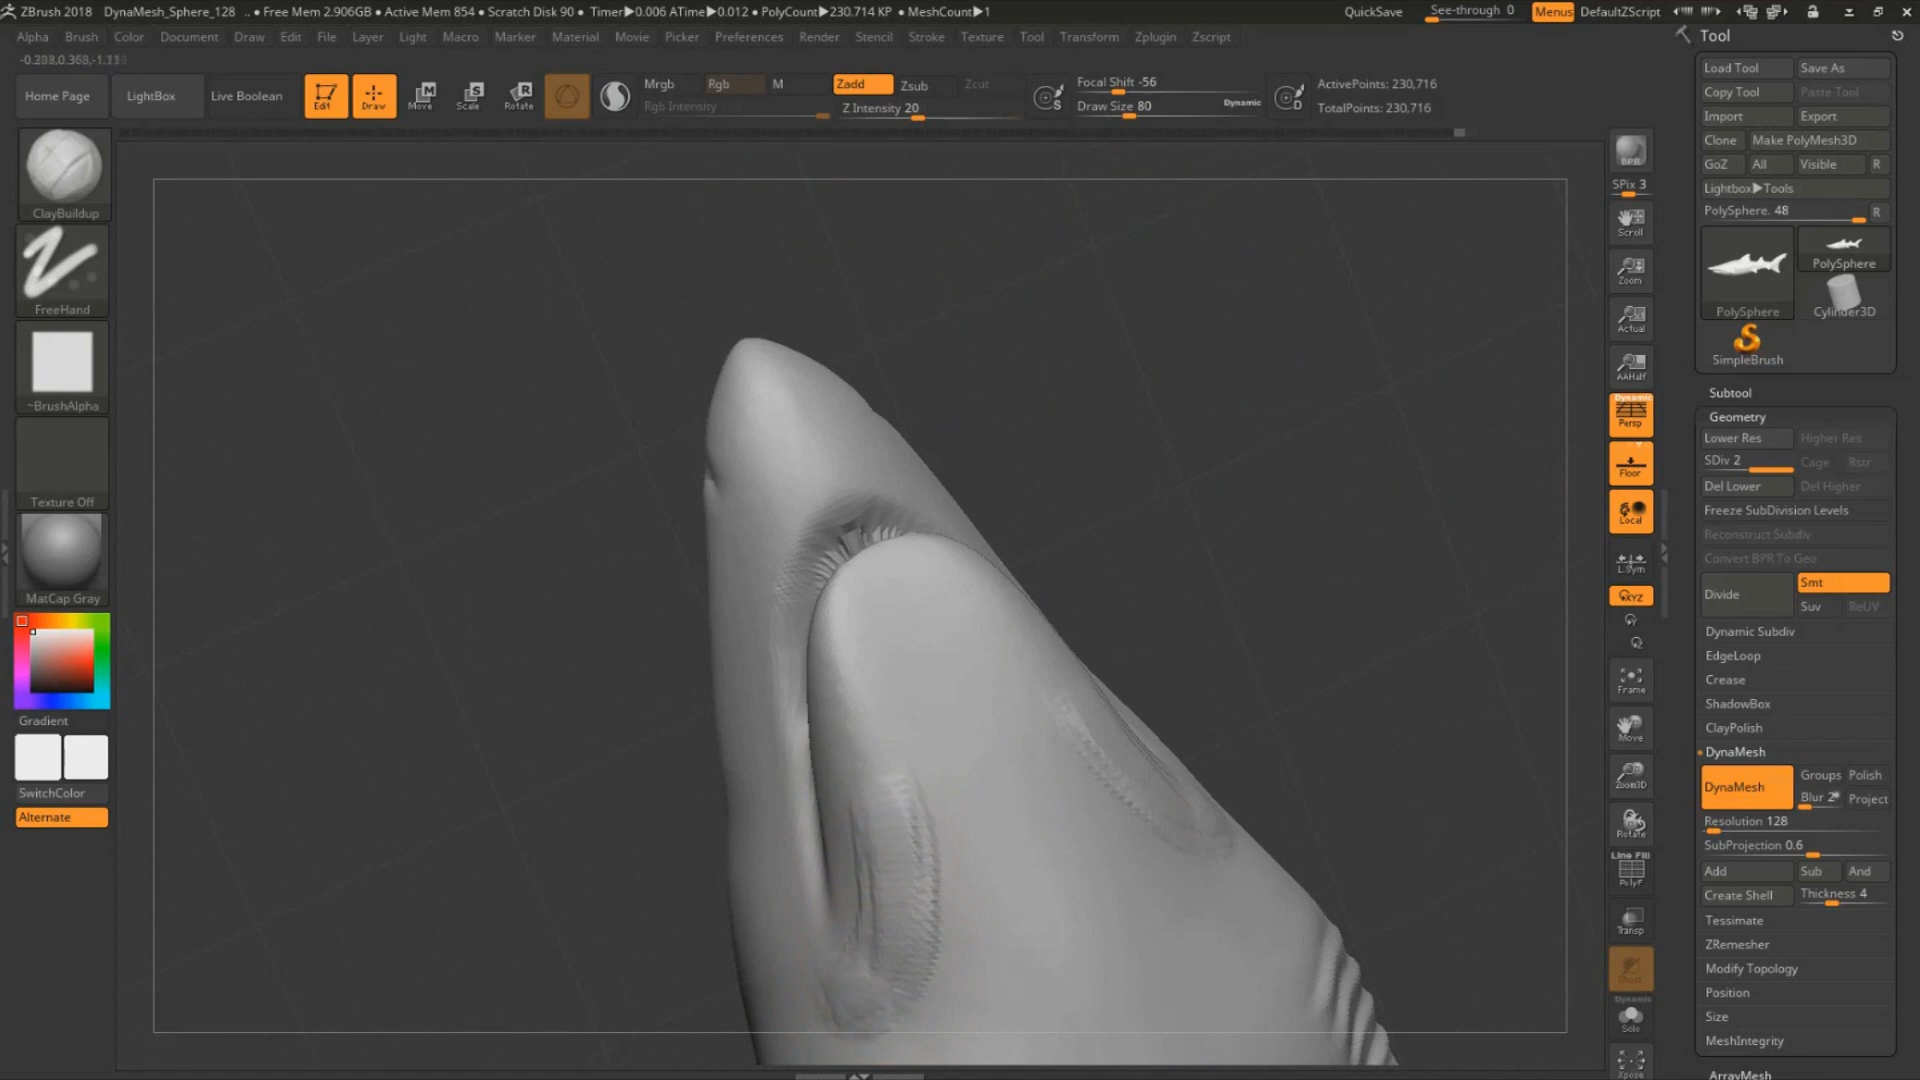 ZBrush 2018 DynaMesh_Sphere_128 .. • Free Mem 2.906GB • Active Mem 854 • Scratch Disk 90 • Timer▶0.006 ATime▶0.012 • PolyCount▶230.714 KP • MeshCount▶1 QuickSave See-through 0 Menus DefaultZScript
Alpha Brush Color Document Draw Edit File Layer Light Macro Marker Material Movie Picker Preferences Render Stencil Stroke Texture Tool Transform Zplugin Zscript
Home Page LightBox Live Boolean
Edit Draw Move Scale Rotate
Mrgb Rgb M
Rgb Intensity
Zadd Zsub Zcut
Z Intensity 20
Focal Shift -56
Draw Size 80 Dynamic
ActivePoints: 230,716
TotalPoints: 230,716
ClayBuildup
FreeHand
~BrushAlpha
Texture Off
MatCap Gray
Gradient
SwitchColor
Alternate
BPR
SPix 3
Scroll
Zoom
Actual
AAHalf
Dynamic
Persp
Floor
Local
L.Sym
XYZ
Frame
Move
Zoom3D
Rotate
Line Fill
PolyF
Transp
Dynamic
Solo
Xpose
Tool
Load Tool Save As
Copy Tool Paste Tool
Import Export
Clone Make PolyMesh3D
GoZ All Visible R
Lightbox▶Tools
PolySphere. 48 R
PolySphere
PolySphere Cylinder3D
SimpleBrush
Subtool
Geometry
Lower Res Higher Res
SDiv 2 Cage Rstr
Del Lower Del Higher
Freeze SubDivision Levels
Reconstruct Subdiv
Convert BPR To Geo
Divide Smt
Suv ReUV
Dynamic Subdiv
EdgeLoop
Crease
ShadowBox
ClayPolish
DynaMesh
DynaMesh Groups Polish
Blur 2 Project
Resolution 128
SubProjection 0.6
Add Sub And
Create Shell Thickness 4
Tessimate
ZRemesher
Modify Topology
Position
Size
MeshIntegrity
ArrayMesh